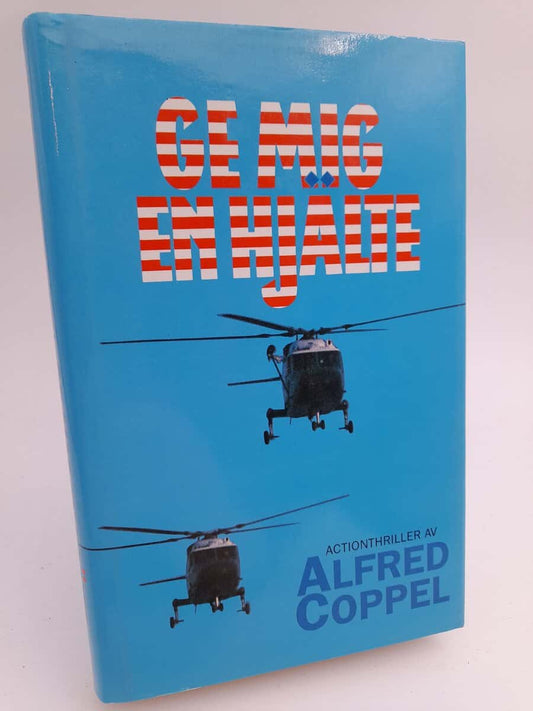 GE MIG
EN HJÄLTE
ACTIONTHRILLER AV
ALFRED
COPPEL